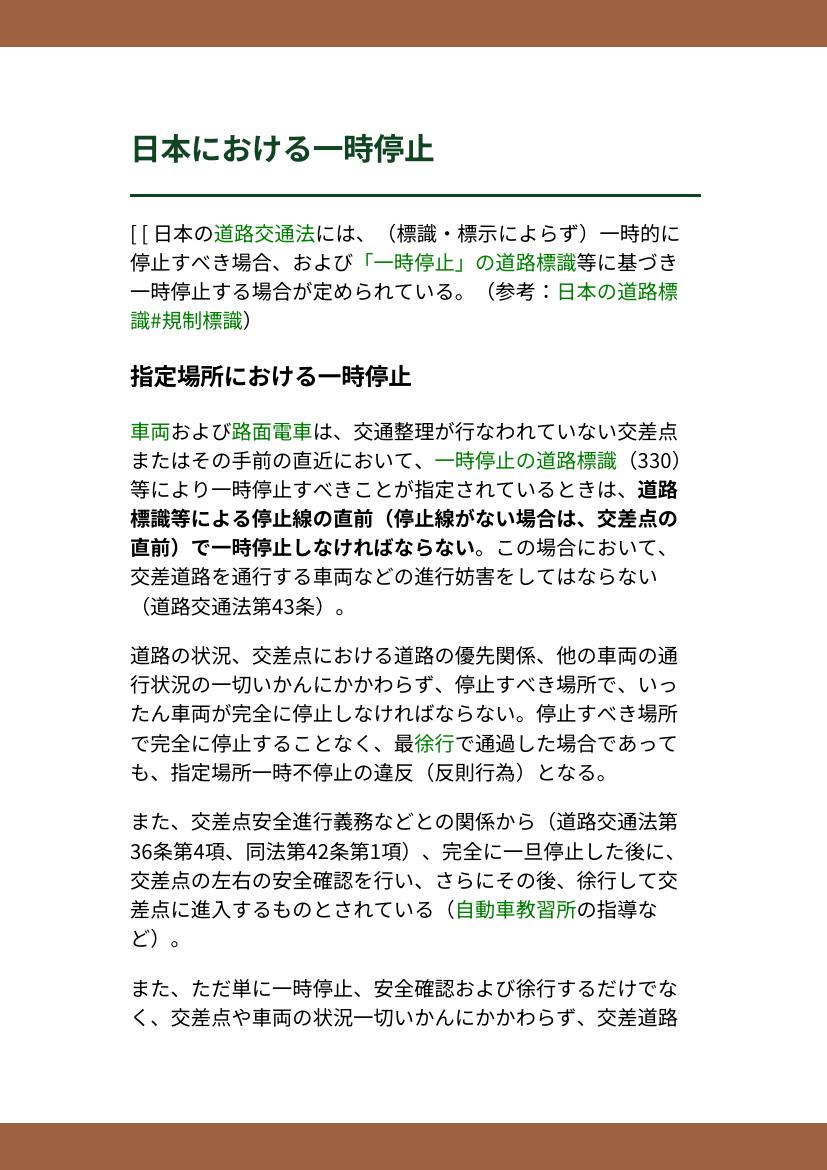 日本における一時停止
[ [ 日本の道路交通法には、（標識・標示によらず）一時的に
停止すべき場合、および「一時停止」の道路標識等に基づき
一時停止する場合が定められている。（参考：日本の道路標
識#規制標識）
指定場所における一時停止
車両および路面電車は、交通整理が行なわれていない交差点
またはその手前の直近において、一時停止の道路標識（330）
等により一時停止すべきことが指定されているときは、道路
標識等による停止線の直前（停止線がない場合は、交差点の
直前）で一時停止しなければならない。この場合において、
交差道路を通行する車両などの進行妨害をしてはならない
（道路交通法第43条）。
道路の状況、交差点における道路の優先関係、他の車両の通
行状況の一切いかんにかかわらず、停止すべき場所で、いっ
たん車両が完全に停止しなければならない。停止すべき場所
で完全に停止することなく、最徐行で通過した場合であって
も、指定場所一時不停止の違反（反則行為）となる。
また、交差点安全進行義務などとの関係から（道路交通法第
36条第4項、同法第42条第1項）、完全に一旦停止した後に、
交差点の左右の安全確認を行い、さらにその後、徐行して交
差点に進入するものとされている（自動車教習所の指導な
ど）。
また、ただ単に一時停止、安全確認および徐行するだけでな
く、交差点や車両の状況一切いかんにかかわらず、交差道路